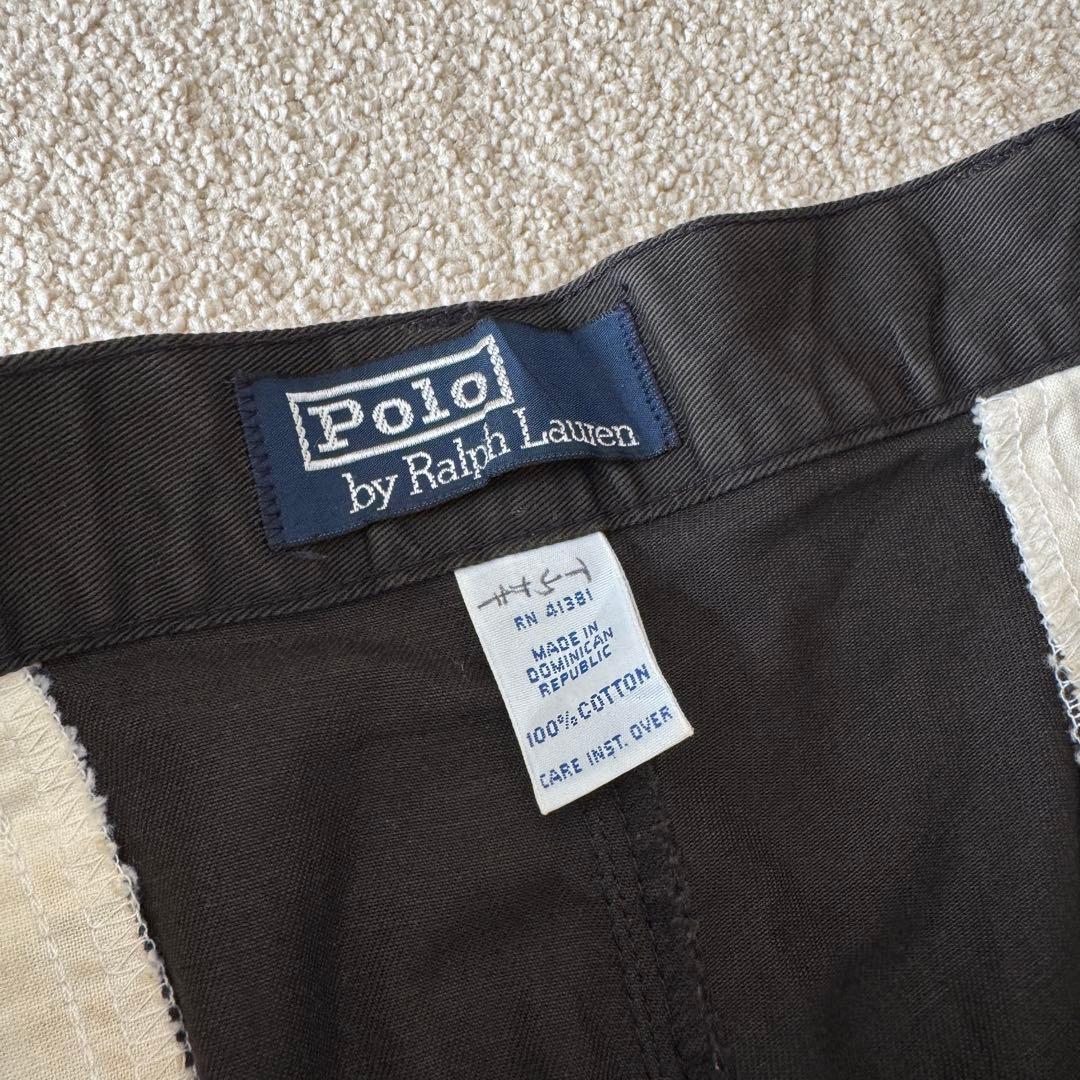 Polo
by Ralph Lauren
RN 41381
MADE IN
DOMINICAN
REPUBLIC
100% COTTON
CARE INST. OVER